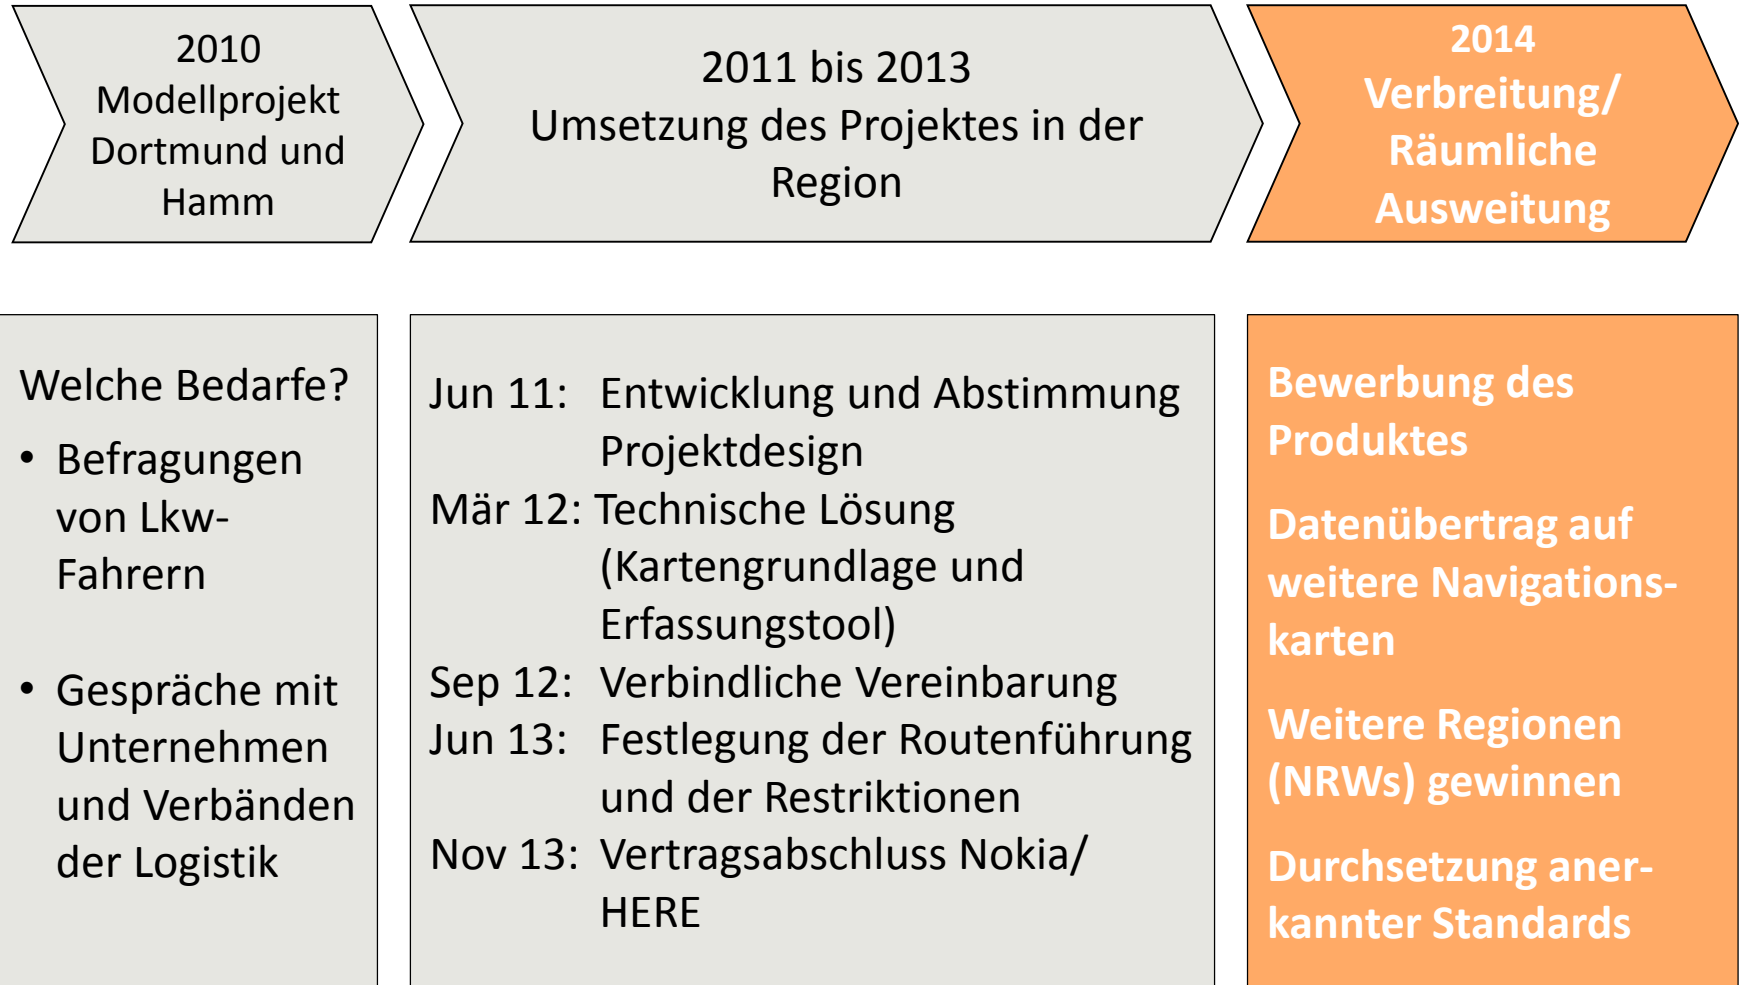 2010
Modellprojekt
Dortmund und
Hamm
2011 bis 2013
Umsetzung des Projektes in der
Region
2014
Verbreitung/
Räumliche
Ausweitung
Welche Bedarfe?
• Befragungen
von Lkw-
Fahrern
• Gespräche mit
Unternehmen
und Verbänden
der Logistik
Jun 11: Entwicklung und Abstimmung
Projektdesign
Mär 12: Technische Lösung
(Kartengrundlage und
Erfassungstool)
Sep 12: Verbindliche Vereinbarung
Jun 13: Festlegung der Routenführung
und der Restriktionen
Nov 13: Vertragsabschluss Nokia/
HERE
Bewerbung des
Produktes
Datenübertrag auf
weitere Navigations-
karten
Weitere Regionen
(NRWs) gewinnen
Durchsetzung aner-
kannter Standards